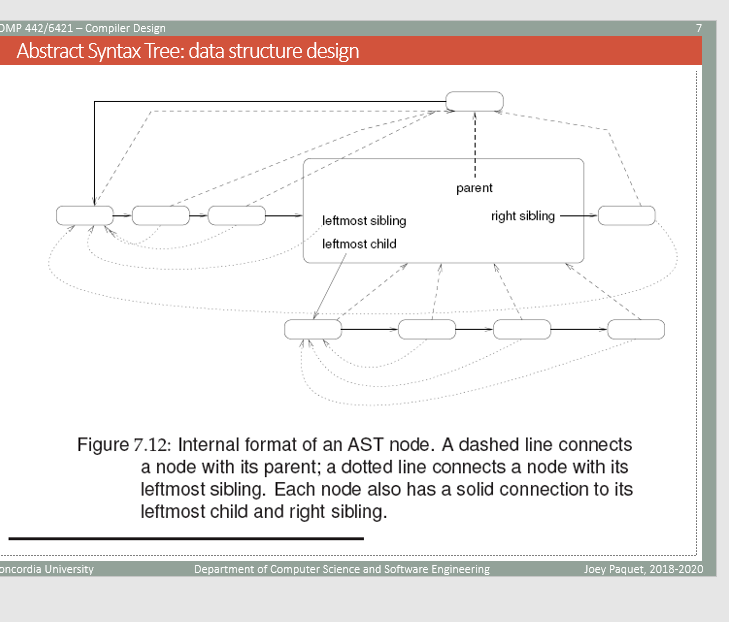 OMP 442/6421 – Compiler Design
7
Abstract Syntax Tree: data structure design
parent
leftmost sibling
right sibling
leftmost child
Figure 7.12: Internal format of an AST node. A dashed line connects
a node with its parent; a dotted line connects a node with its
leftmost sibling. Each node also has a solid connection to its
leftmost child and right sibling.
oncordia University
Department of Computer Science and Software Engineering
Joey Paquet, 2018-2020